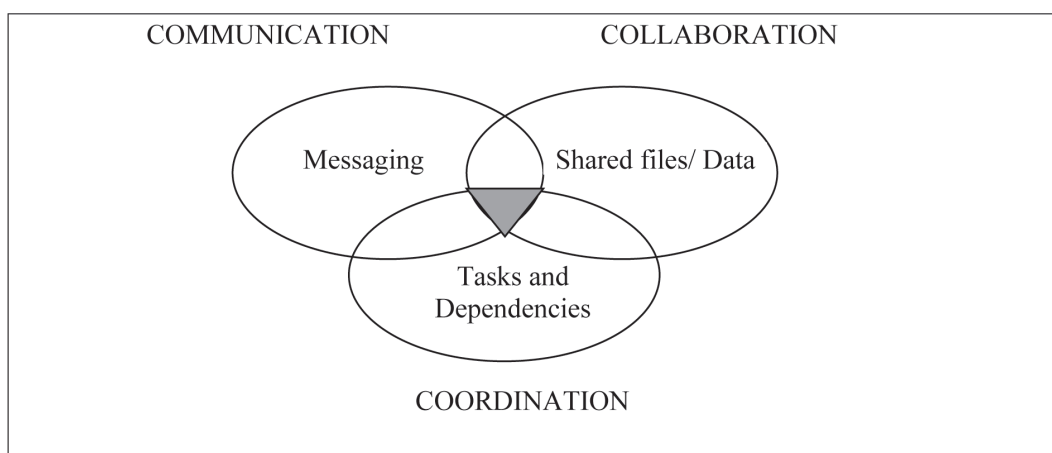 COMMUNICATION
COLLABORATION
Messaging
Shared files/ Data
Tasks and
Dependencies
COORDINATION